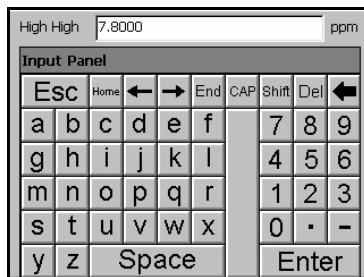 High High 7.8000 ppm
Input Panel
Esc Home ← → End CAP Shift Del ←
a b c d e f 7 8 9
g h i j k l 4 5 6
m n o p q r 1 2 3
s t u v w x 0 . -
y z Space Enter